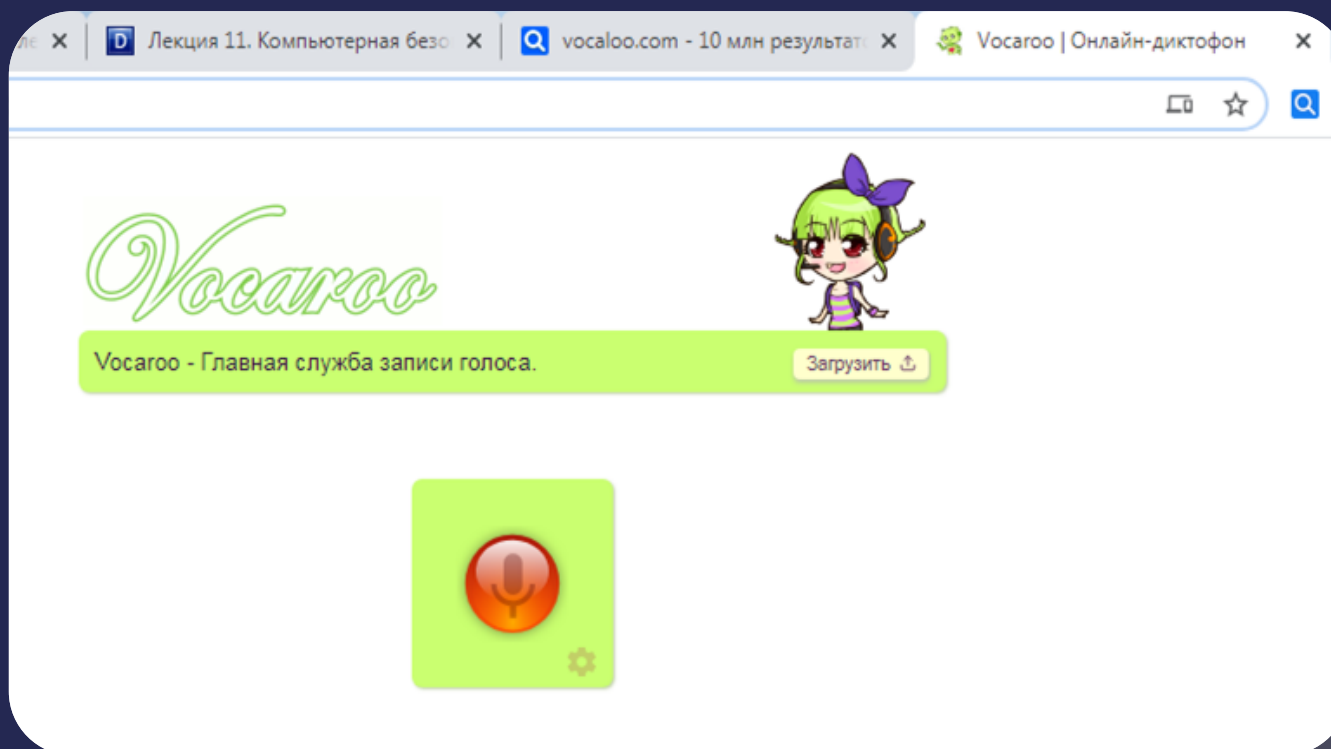 Лекция 11. Компьютерная безо
vocaloo.com - 10 млн результат
Vocaroo | Онлайн-диктофон
Vocaroo
Vocaroo - Главная служба записи голоса.
Загрузить